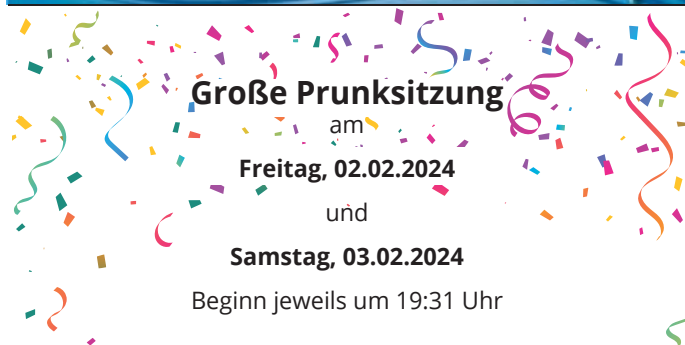 Große Prunksitzung
am
Freitag, 02.02.2024
und
Samstag, 03.02.2024
Beginn jeweils um 19:31 Uhr